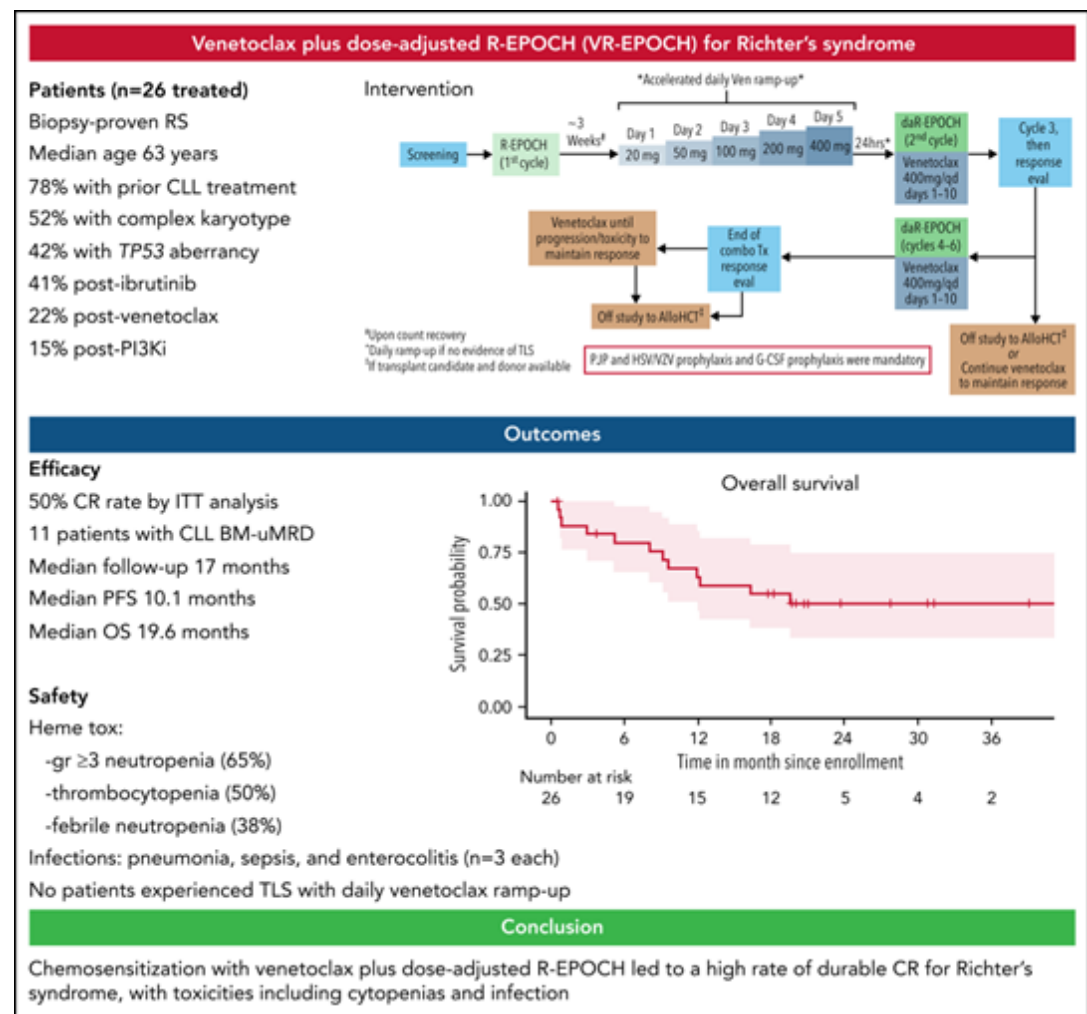 Venetoclax plus dose-adjusted R-EPOCH (VR-EPOCH) for Richter's syndrome
Patients (n=26 treated)
Biopsy-proven RS
Median age 63 years
78% with prior CLL treatment
52% with complex karyotype
42% with TP53 aberrancy
41% post-ibrutinib
22% post-venetoclax
15% post-PI3Ki
Intervention
*Accelerated daily Ven ramp-up*
Screening
R-EPOCH
(1st cycle)
~3
Weeks#
Day 1
20 mg
Day 2
50 mg
Day 3
100 mg
Day 4
200 mg
Day 5
400 mg
24hrs*
daR-EPOCH
(2nd cycle)
Venetoclax
400mg/qd
days 1-10
Cycle 3,
then
response
eval
Venetoclax until
progression/toxicity to
maintain response
End of
combo Tx
response
eval
daR-EPOCH
(cycles 4-6)
Venetoclax
400mg/qd
days 1-10
Off study to AlloHCT‡
Off study to AlloHCT‡
or
Continue venetoclax
to maintain response
#Upon count recovery
*Daily ramp-up if no evidence of TLS
‡If transplant candidate and donor available
PJP and HSV/VZV prophylaxis and G-CSF prophylaxis were mandatory
Outcomes
Efficacy
50% CR rate by ITT analysis
11 patients with CLL BM-uMRD
Median follow-up 17 months
Median PFS 10.1 months
Median OS 19.6 months
Safety
Heme tox:
-gr ≥3 neutropenia (65%)
-thrombocytopenia (50%)
-febrile neutropenia (38%)
Infections: pneumonia, sepsis, and enterocolitis (n=3 each)
No patients experienced TLS with daily venetoclax ramp-up
Overall survival
Survival probability
1.00
0.75
0.50
0.25
0.00
0 6 12 18 24 30 36
Time in month since enrollment
Number at risk
26 19 15 12 5 4 2
Conclusion
Chemosensitization with venetoclax plus dose-adjusted R-EPOCH led to a high rate of durable CR for Richter's
syndrome, with toxicities including cytopenias and infection